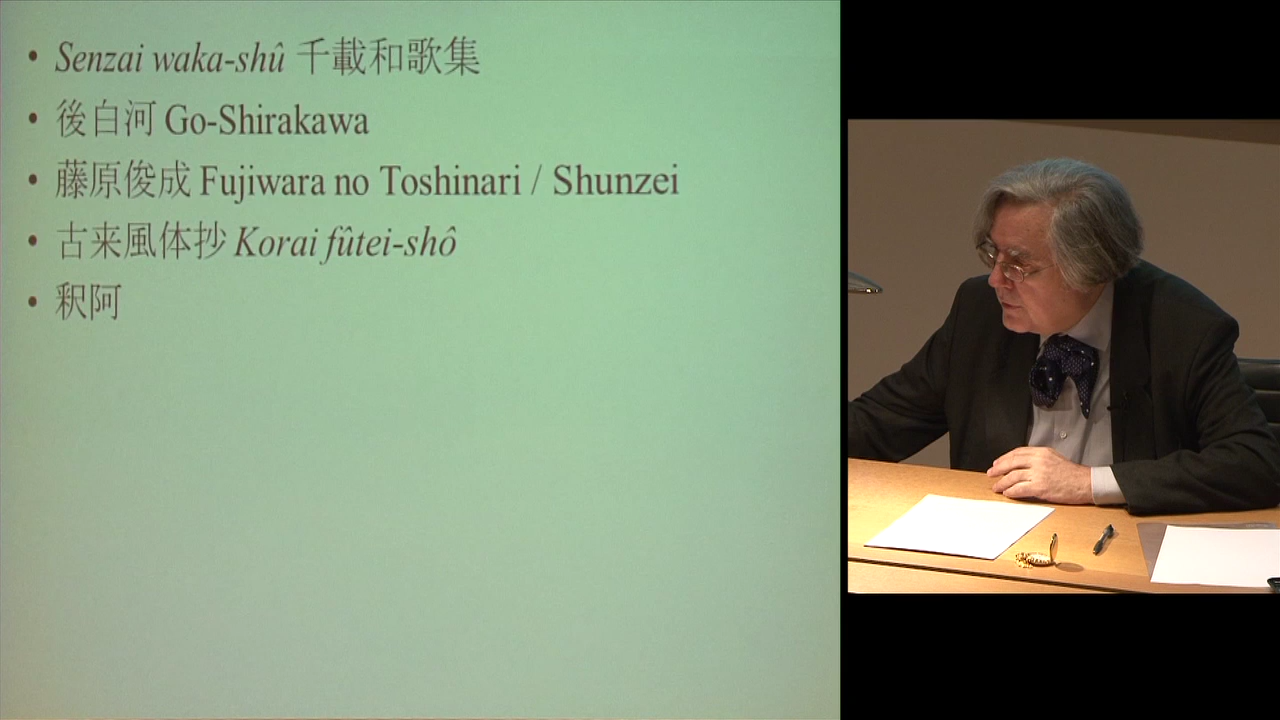 • Senzai waka-shû 千載和歌集
• 後白河 Go-Shirakawa
• 藤原俊成 Fujiwara no Toshinari / Shunzei
• 古来風体抄 Korai fûtei-shô
• 釈阿